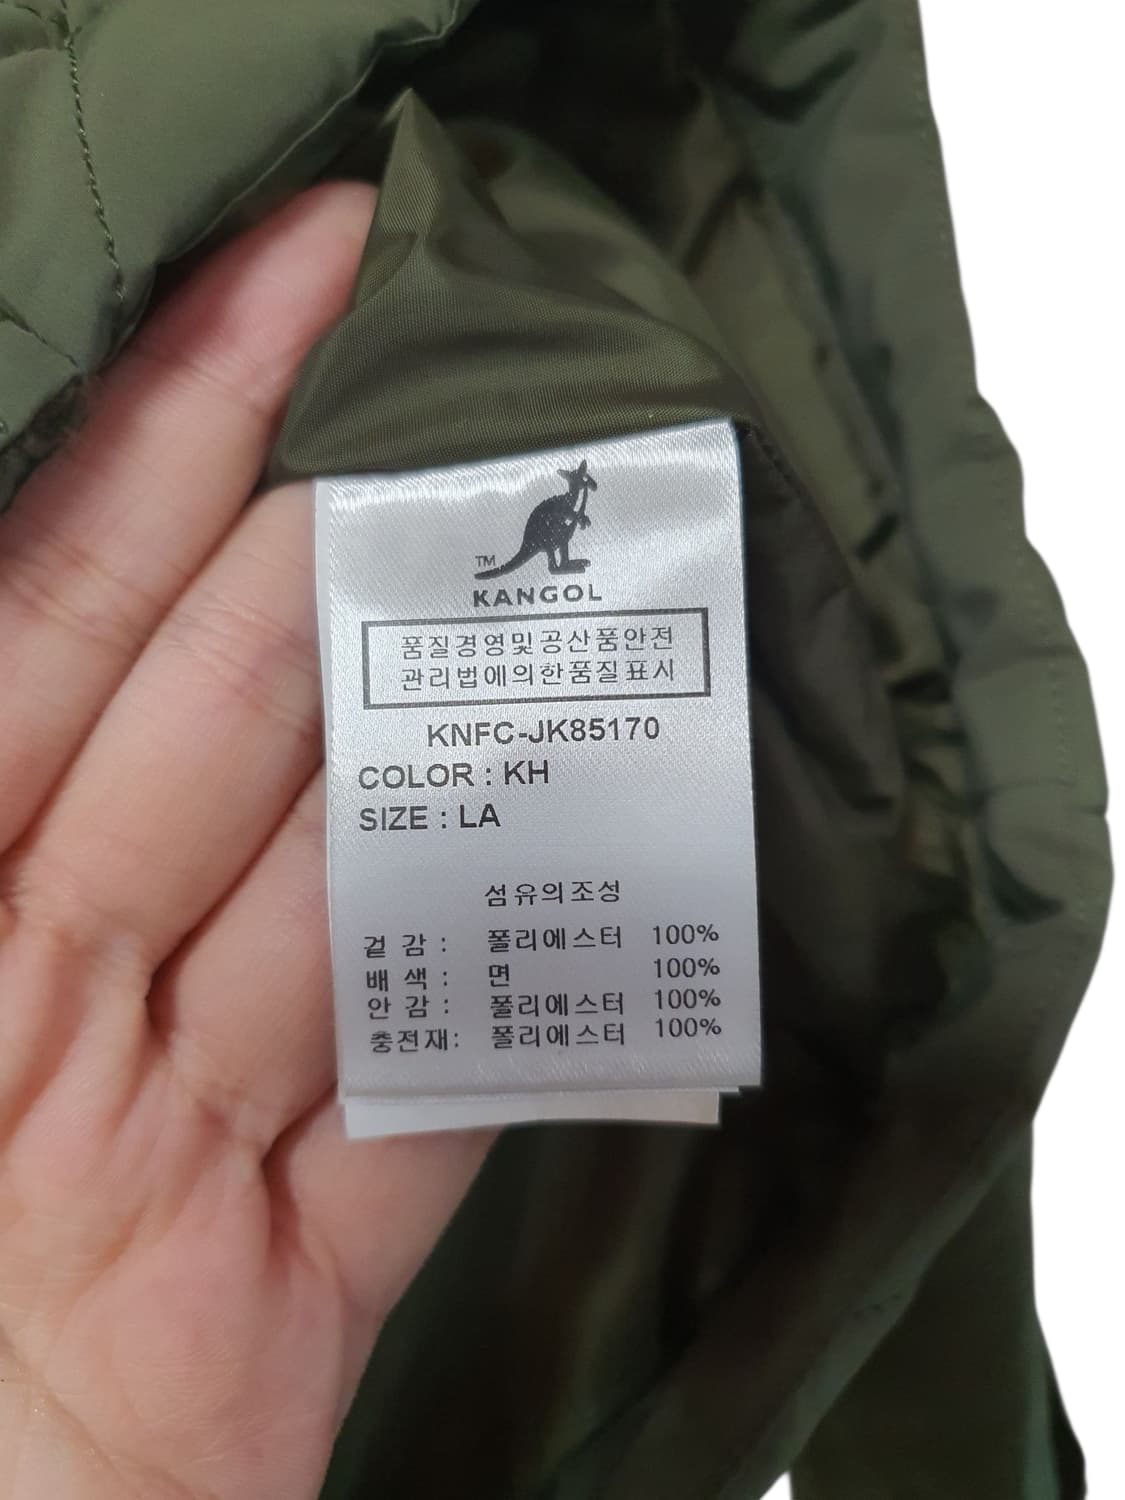 TM
KANGOL
품질경영및공산품안전
관리법에의한품질표시
KNFC-JK85170
COLOR : KH
SIZE : LA
섬유의조성
겉 감 : 폴리에스터 100%
배 색 : 면 100%
안 감 : 폴리에스터 100%
충전재: 폴리에스터 100%